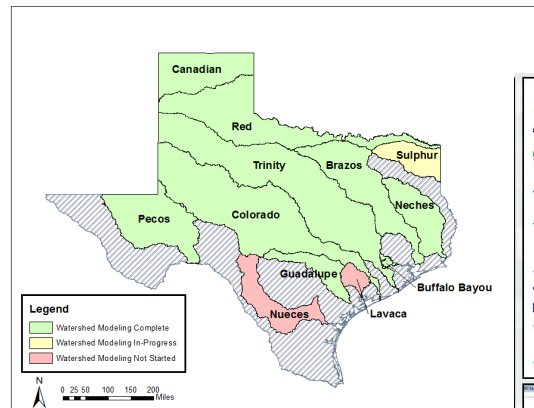 Canadian
Red
Trinity
Brazos
Sulphur
Neches
Pecos
Colorado
Guadalupe
Buffalo Bayou
Lavaca
Nueces
Legend
Watershed Modeling Complete
Watershed Modeling In-Progress
Watershed Modeling Not Started
N
0 25 50 100 150 200
Miles